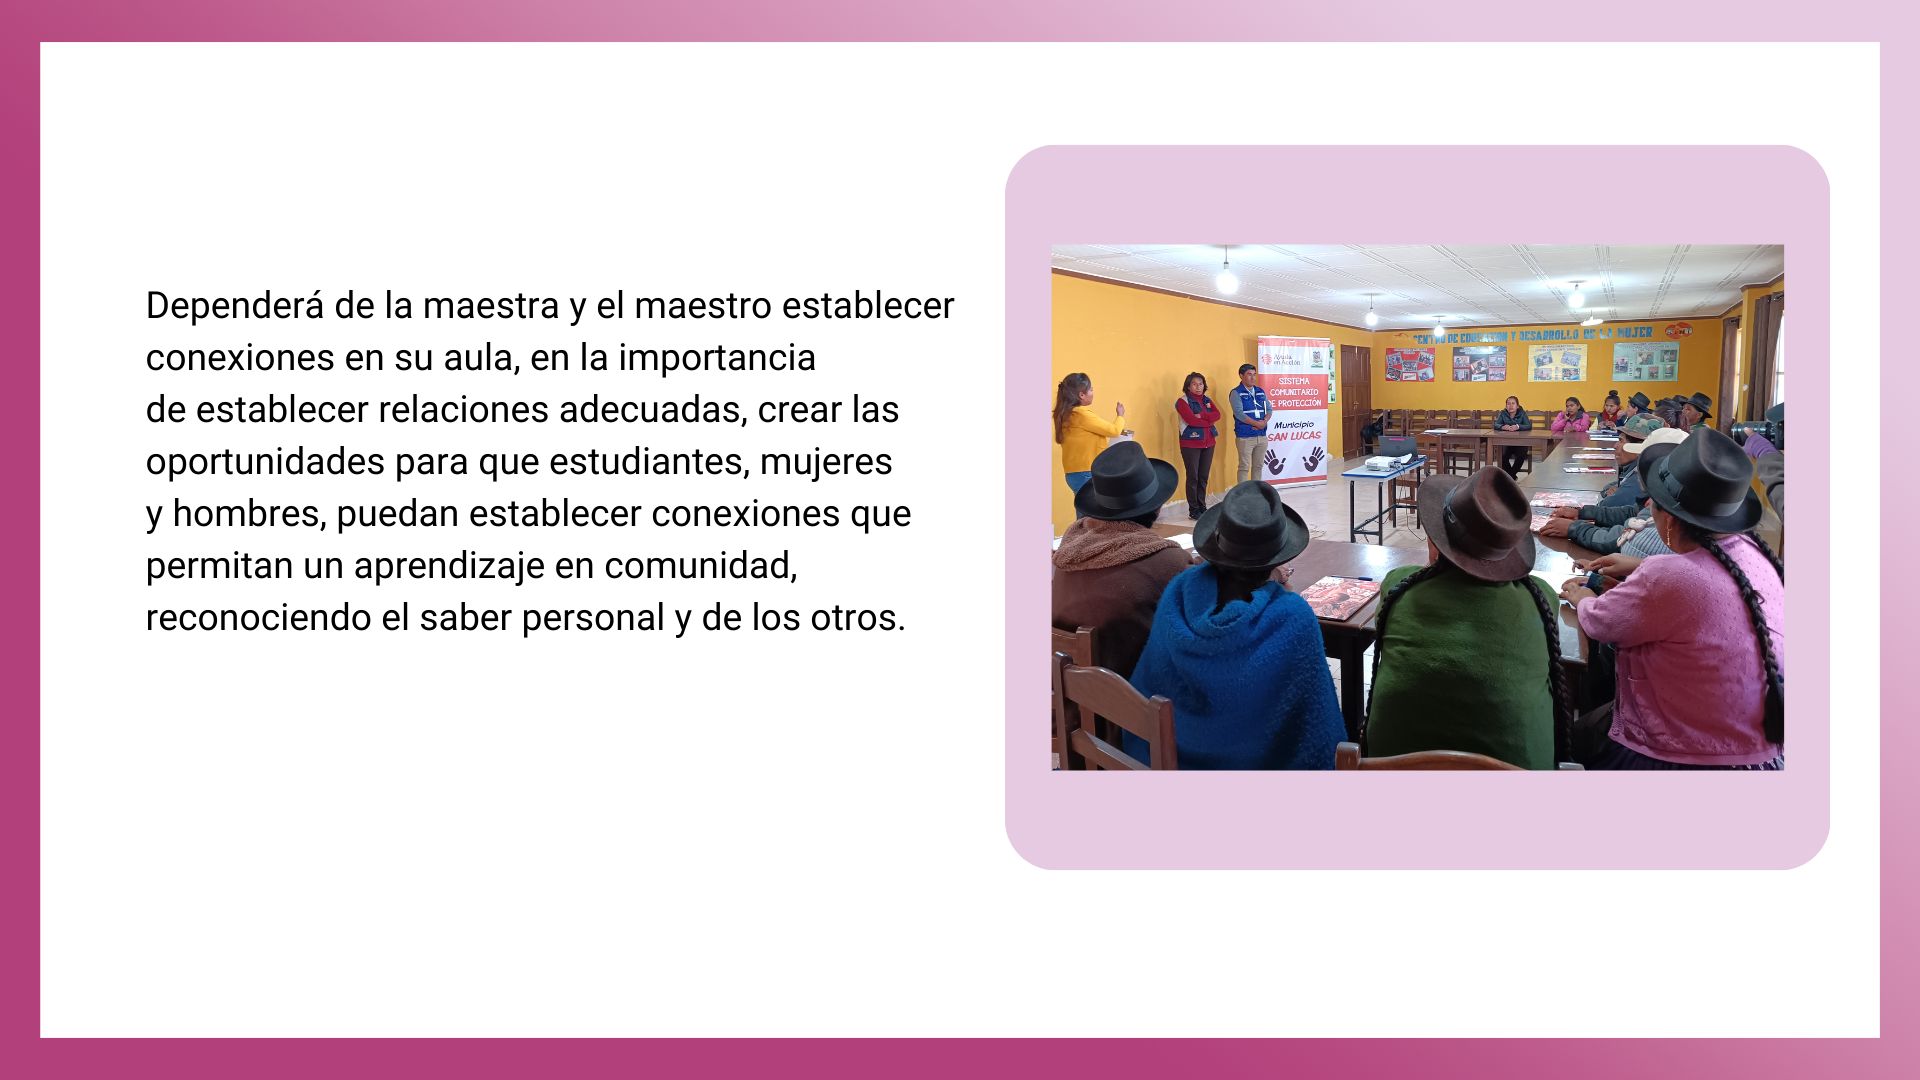 Dependerá de la maestra y el maestro establecer
conexiones en su aula, en la importancia
de establecer relaciones adecuadas, crear las
oportunidades para que estudiantes, mujeres
y hombres, puedan establecer conexiones que
permitan un aprendizaje en comunidad,
reconociendo el saber personal y de los otros.
CENTRO DE EDUCACION Y DESARROLLO DE LA MUJER
Ayuda
en Acción
SISTEMA
COMUNITARIO
DE PROTECCIÓN
Municipio
SAN LUCAS